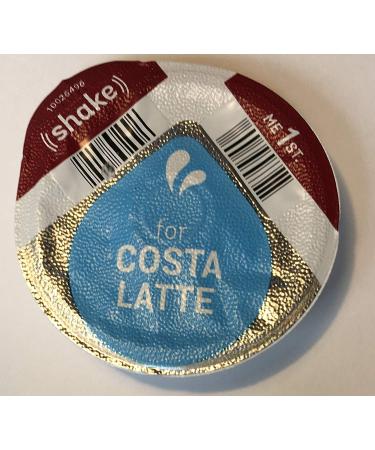 10026496
((shake))
ME 1 ST.
for
COSTA
LATTE